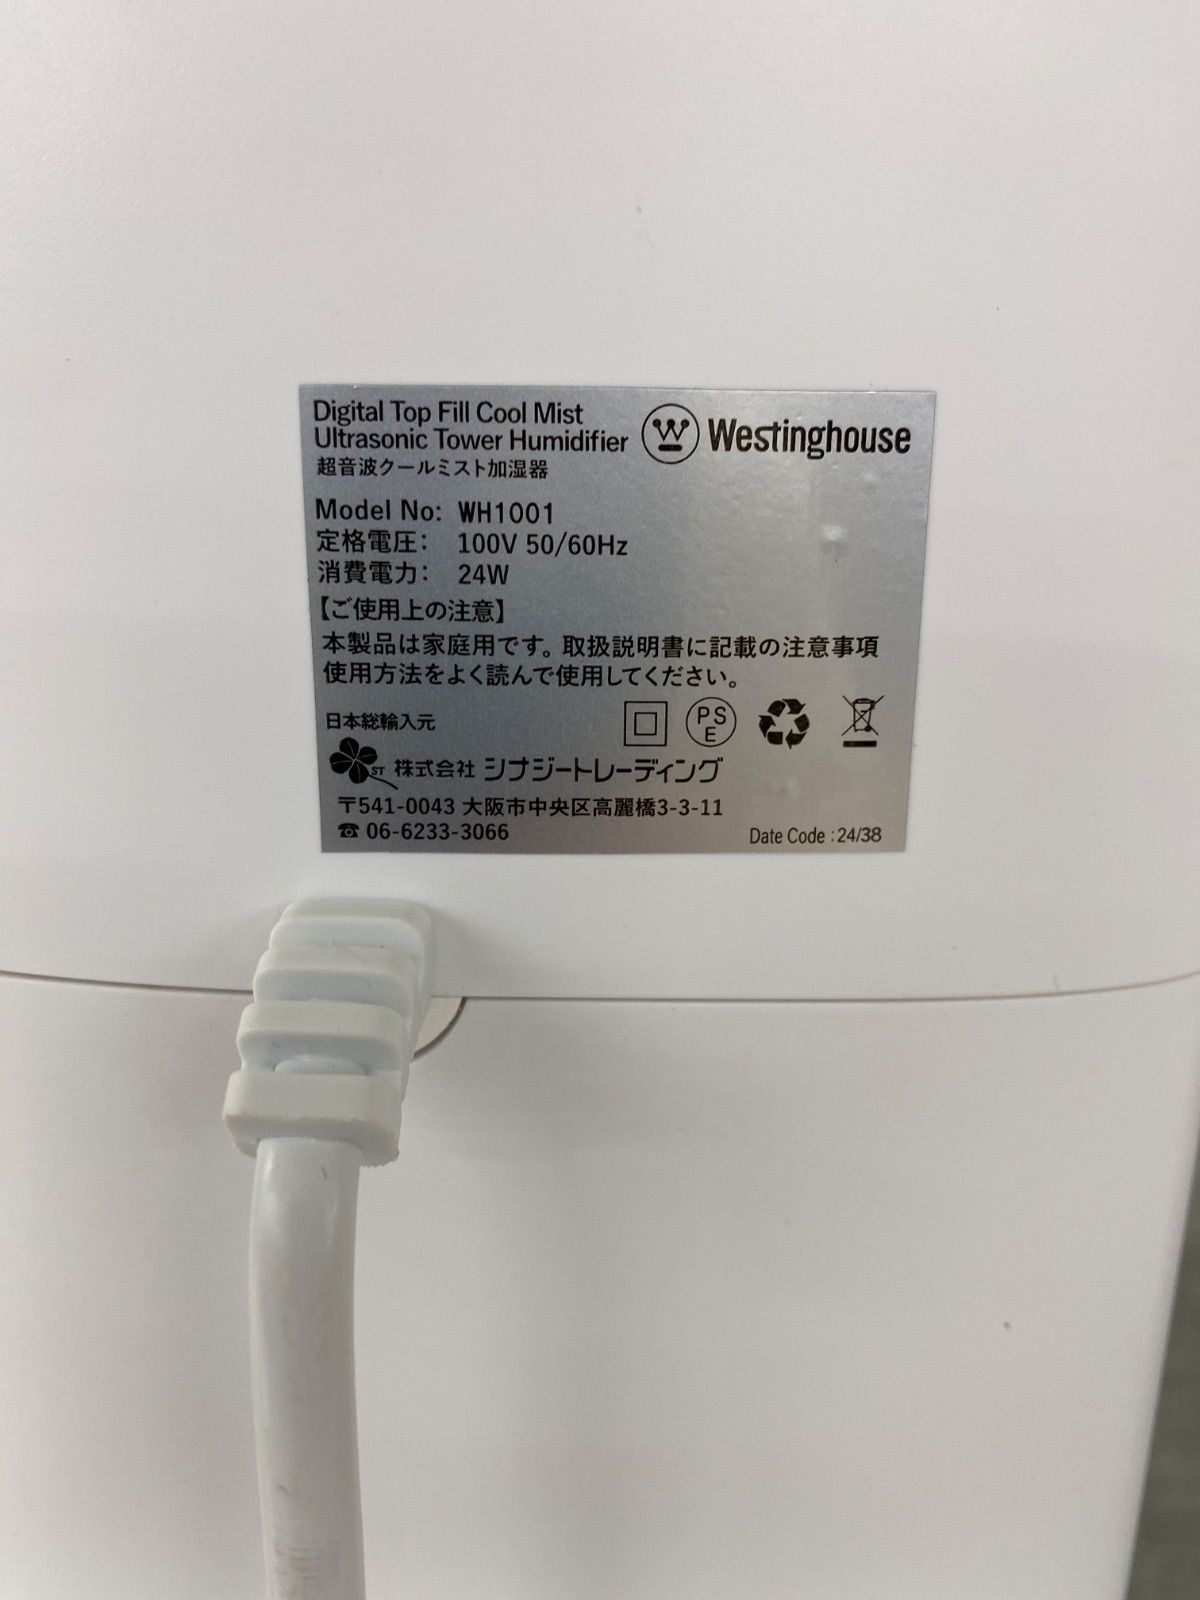 Digital Top Fill Cool Mist
Ultrasonic Tower Humidifier
W Westinghouse
超音波クールミスト加湿器
Model No: WH1001
定格電圧： 100V 50/60Hz
消費電力： 24W
【ご使用上の注意】
本製品は家庭用です。取扱説明書に記載の注意事項
使用方法をよく読んで使用してください。
日本総輸入元
PS
E
ST 株式会社 シナジートレーディング
〒541-0043 大阪市中央区高麗橋3-3-11
☎ 06-6233-3066
Date Code : 24/38